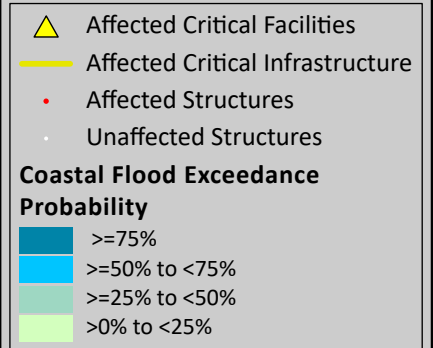 Affected Critical Facilities
Affected Critical Infrastructure
Affected Structures
Unaffected Structures
Coastal Flood Exceedance
Probability
>=75%
>=50% to <75%
>=25% to <50%
>0% to <25%